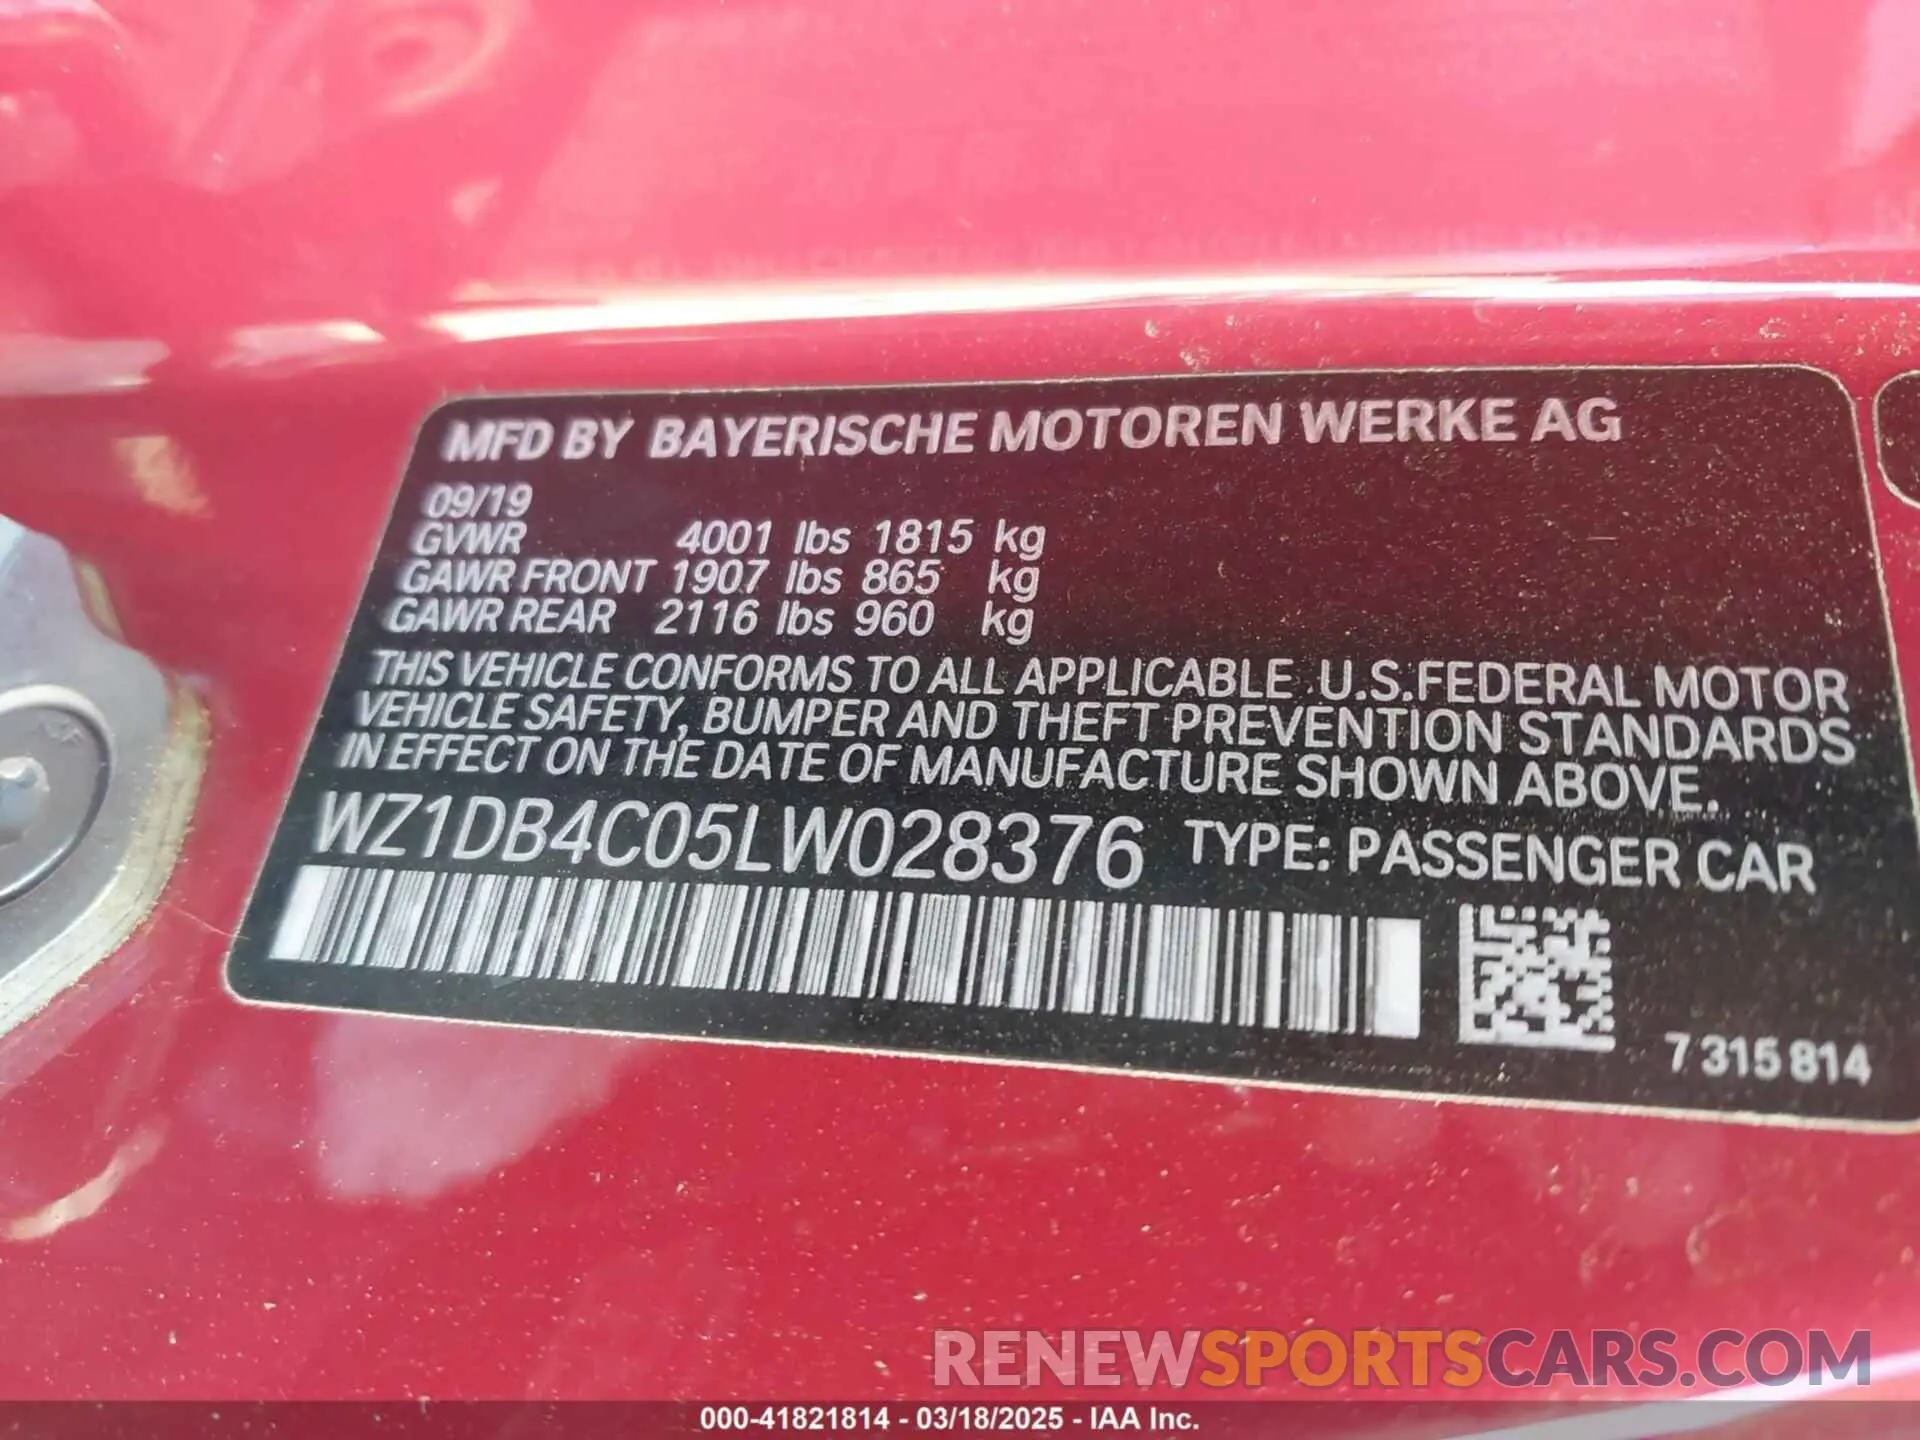 MFD BY BAYERISCHE MOTOREN WERKE AG
09/19
GVWR 4001 lbs 1815 kg
GAWR FRONT 1907 lbs 865 kg
GAWR REAR 2116 lbs 960 kg
THIS VEHICLE CONFORMS TO ALL APPLICABLE U.S.FEDERAL MOTOR
VEHICLE SAFETY, BUMPER AND THEFT PREVENTION STANDARDS
IN EFFECT ON THE DATE OF MANUFACTURE SHOWN ABOVE.
WZ1DB4C05LW028376 TYPE: PASSENGER CAR
7 315 814
RENEWSPORTSCARS.COM
000-41821814 - 03/18/2025 - IAA Inc.